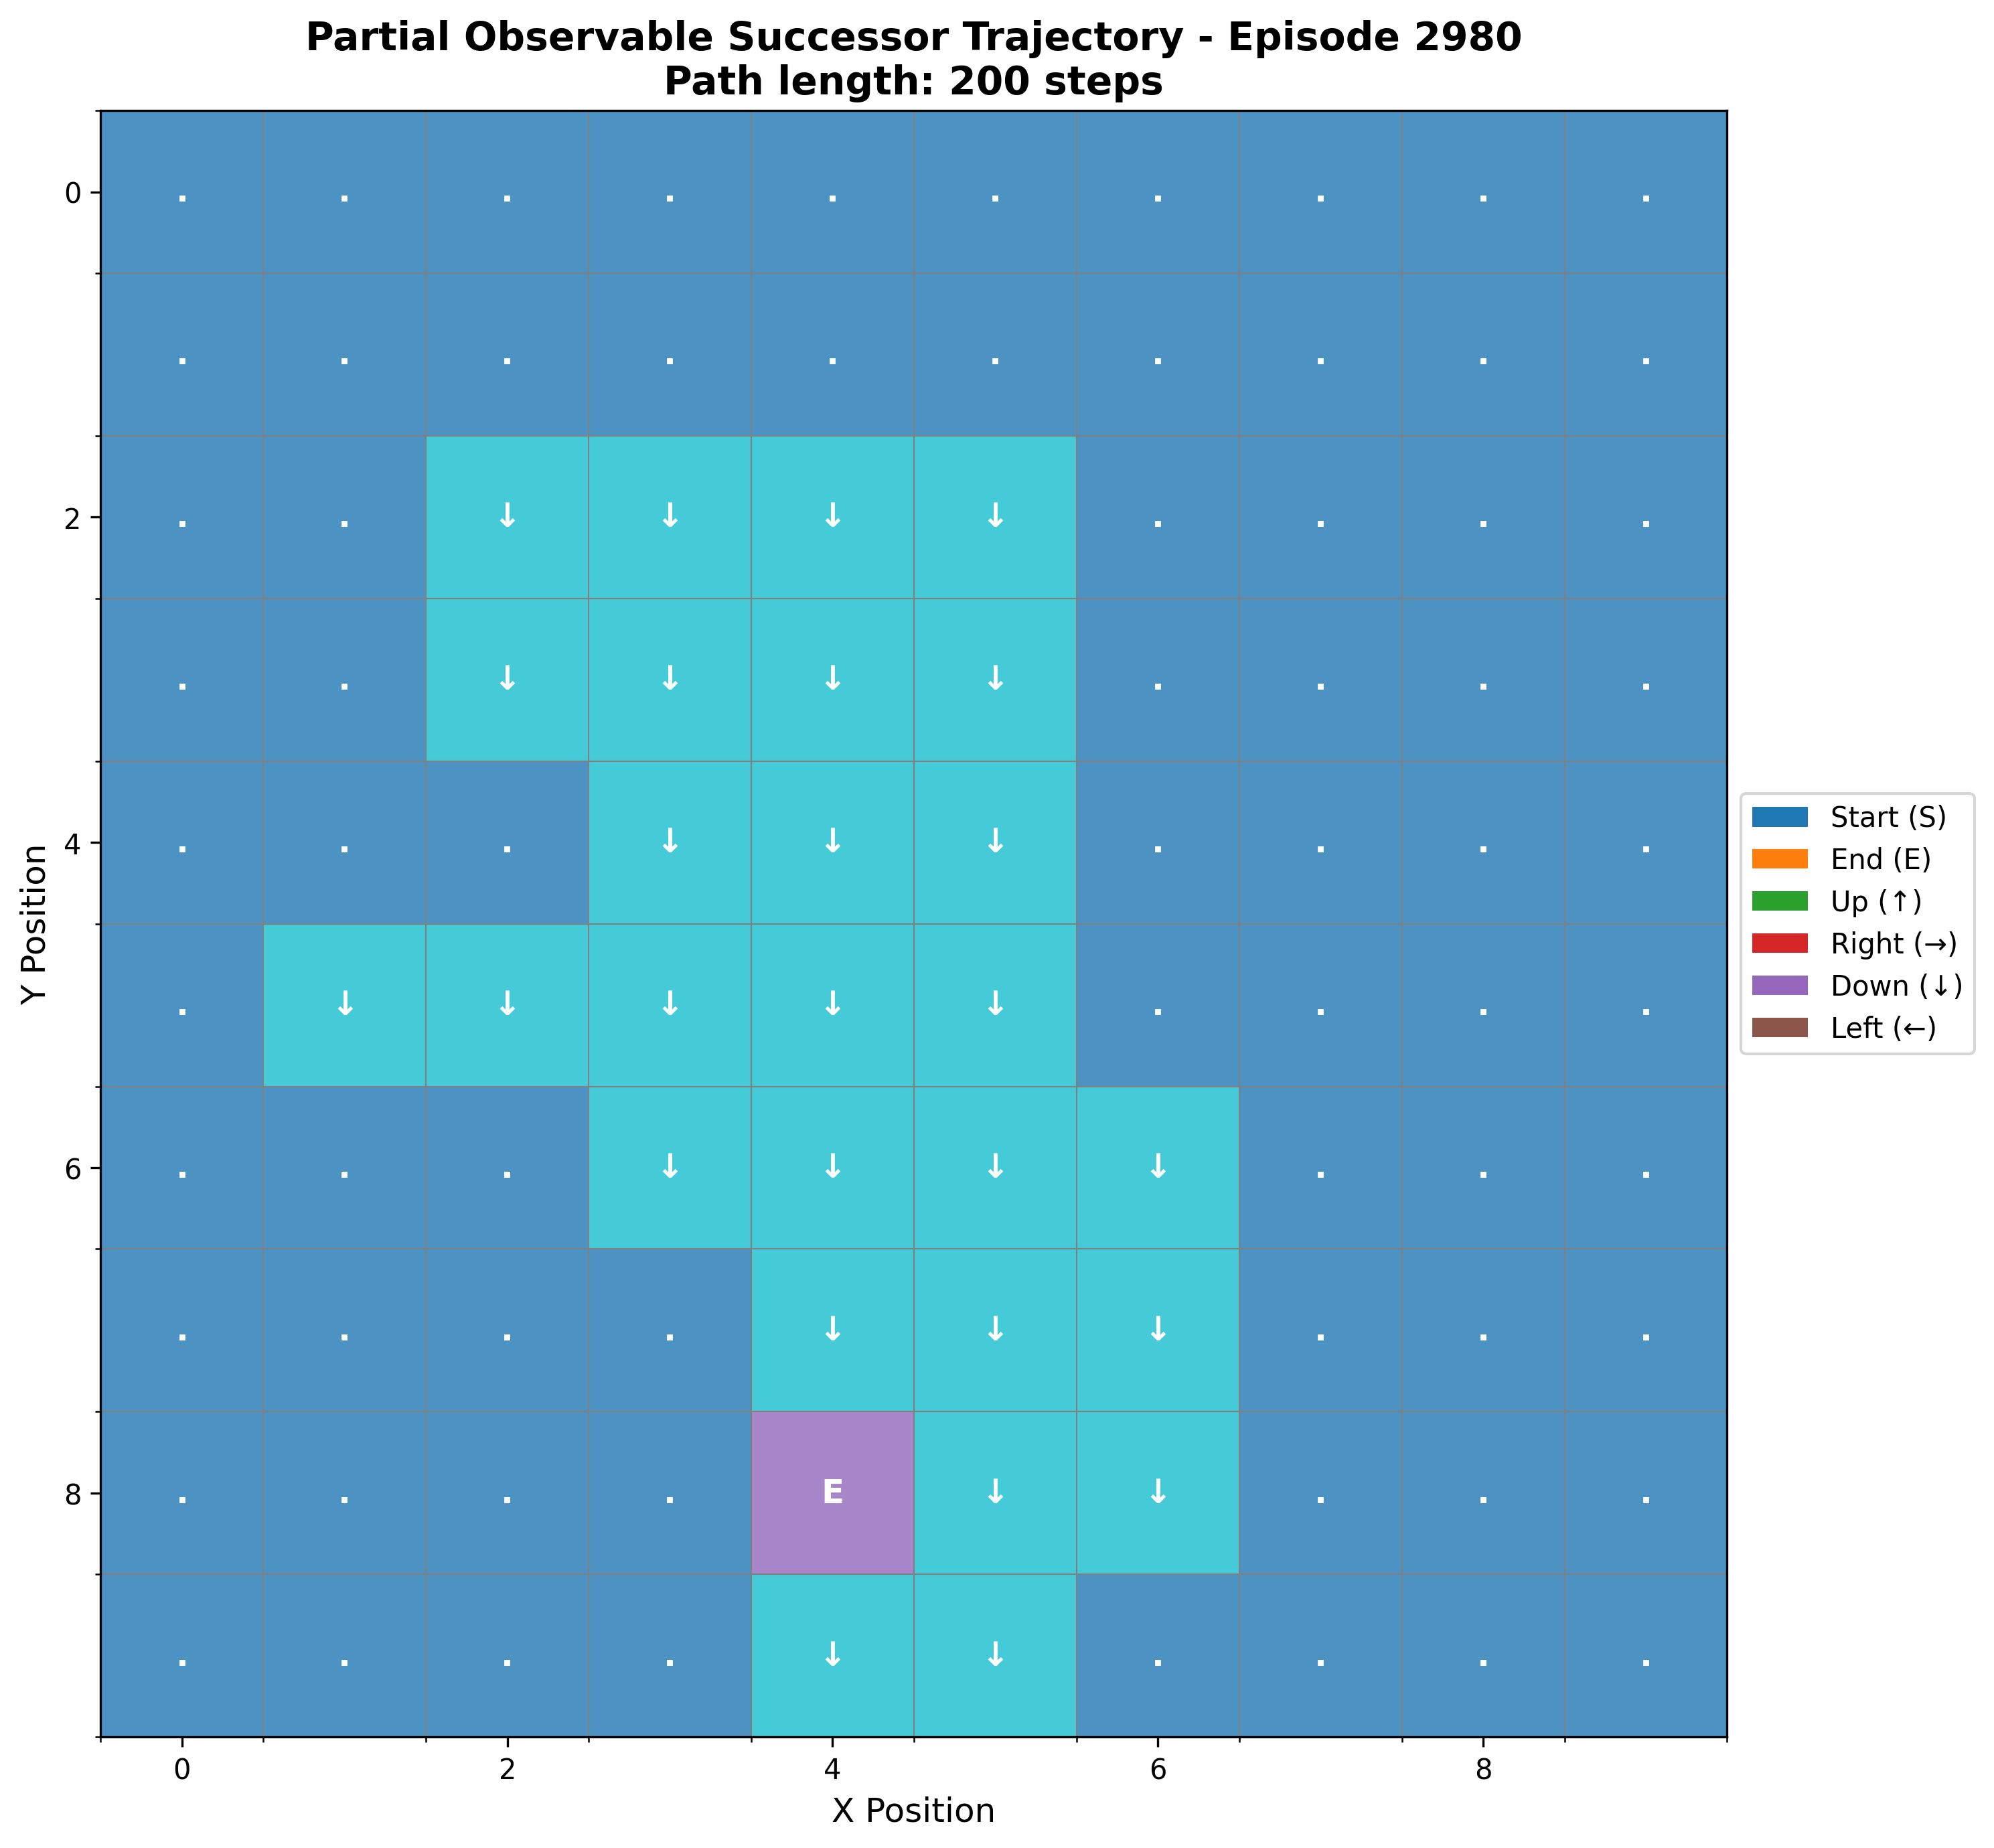 Partial Observable Successor Trajectory - Episode 2980
Path length: 200 steps
0
. . . . . . . . . .
. . . . . . . . . .
2
. . ↓ ↓ ↓ ↓ . . . .
. . ↓ ↓ ↓ ↓ . . . .
4
. . . ↓ ↓ ↓ . . . .
. ↓ ↓ ↓ ↓ ↓ . . . .
6
. . . ↓ ↓ ↓ ↓ . . .
. . . . ↓ ↓ ↓ . . .
8
. . . . E ↓ ↓ . . .
. . . . ↓ ↓ . . . .
0 2 4 6 8
X Position
Y Position
Start (S)
End (E)
Up (↑)
Right (→)
Down (↓)
Left (←)